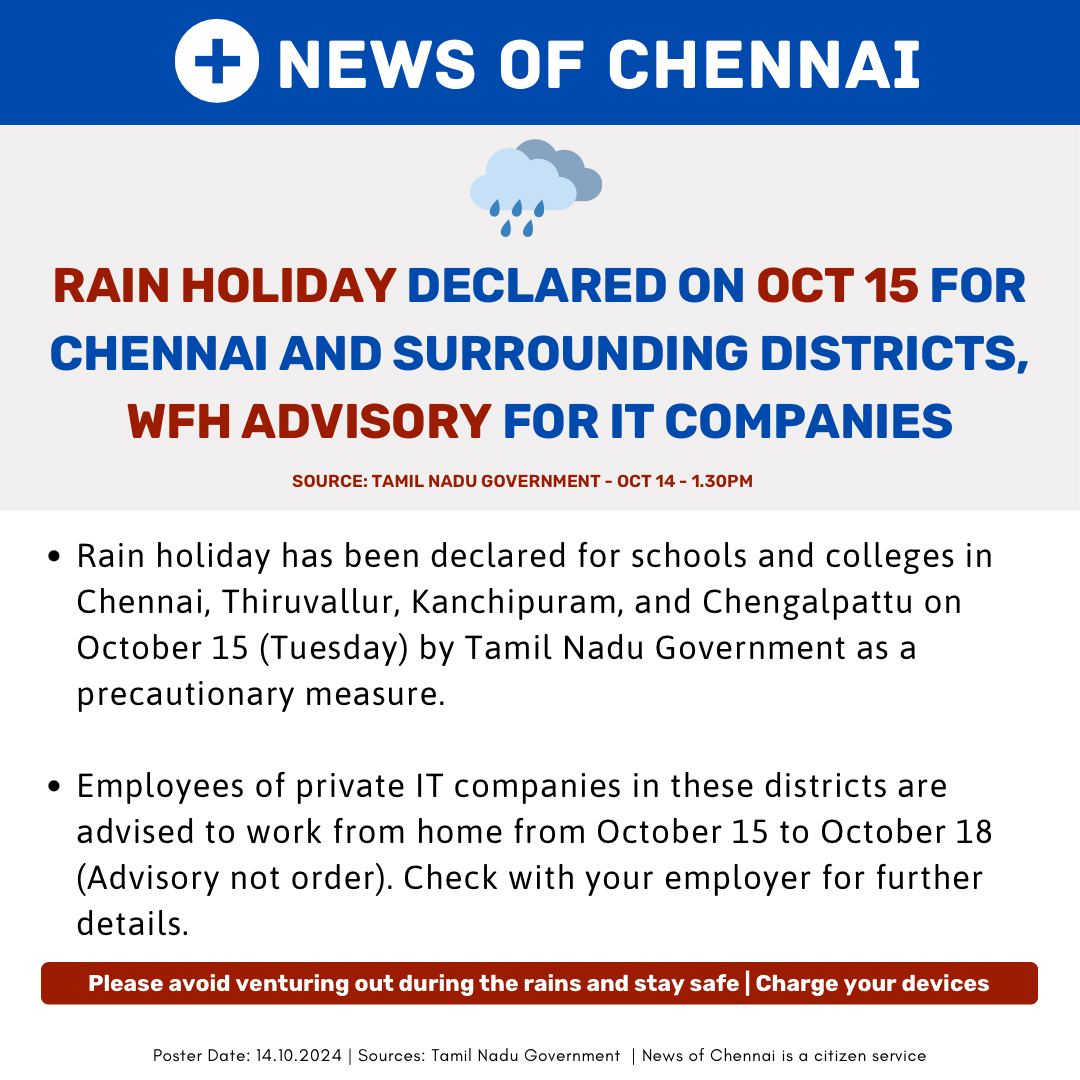 NEWS OF CHENNAI
RAIN HOLIDAY DECLARED ON OCT 15 FOR
CHENNAI AND SURROUNDING DISTRICTS,
WFH ADVISORY FOR IT COMPANIES
SOURCE: TAMIL NADU GOVERNMENT - OCT 14 - 1.30PM
• Rain holiday has been declared for schools and colleges in
Chennai, Thiruvallur, Kanchipuram, and Chengalpattu on
October 15 (Tuesday) by Tamil Nadu Government as a
precautionary measure.
• Employees of private IT companies in these districts are
advised to work from home from October 15 to October 18
(Advisory not order). Check with your employer for further
details.
Please avoid venturing out during the rains and stay safe | Charge your devices
Poster Date: 14.10.2024 | Sources: Tamil Nadu Government | News of Chennai is a citizen service